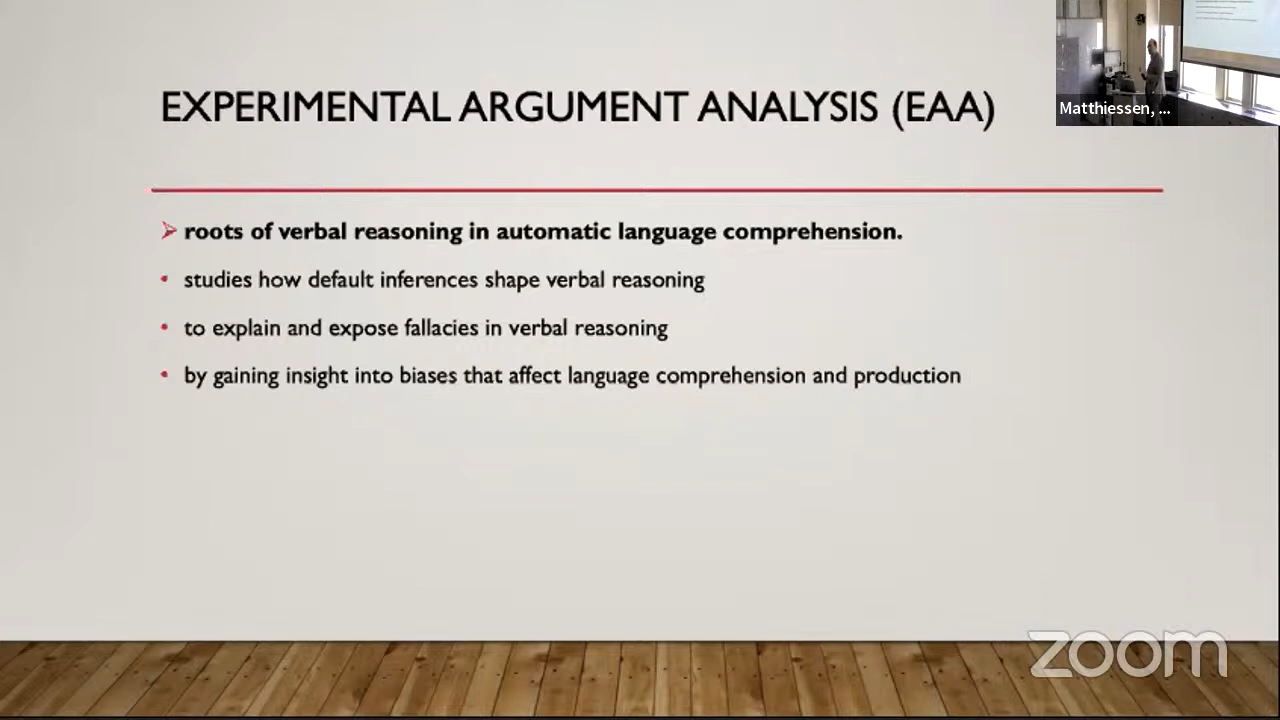 EXPERIMENTAL ARGUMENT ANALYSIS (EAA)
Matthiessen, ...
roots of verbal reasoning in automatic language comprehension.
studies how default inferences shape verbal reasoning
to explain and expose fallacies in verbal reasoning
by gaining insight into biases that affect language comprehension and production
zoom